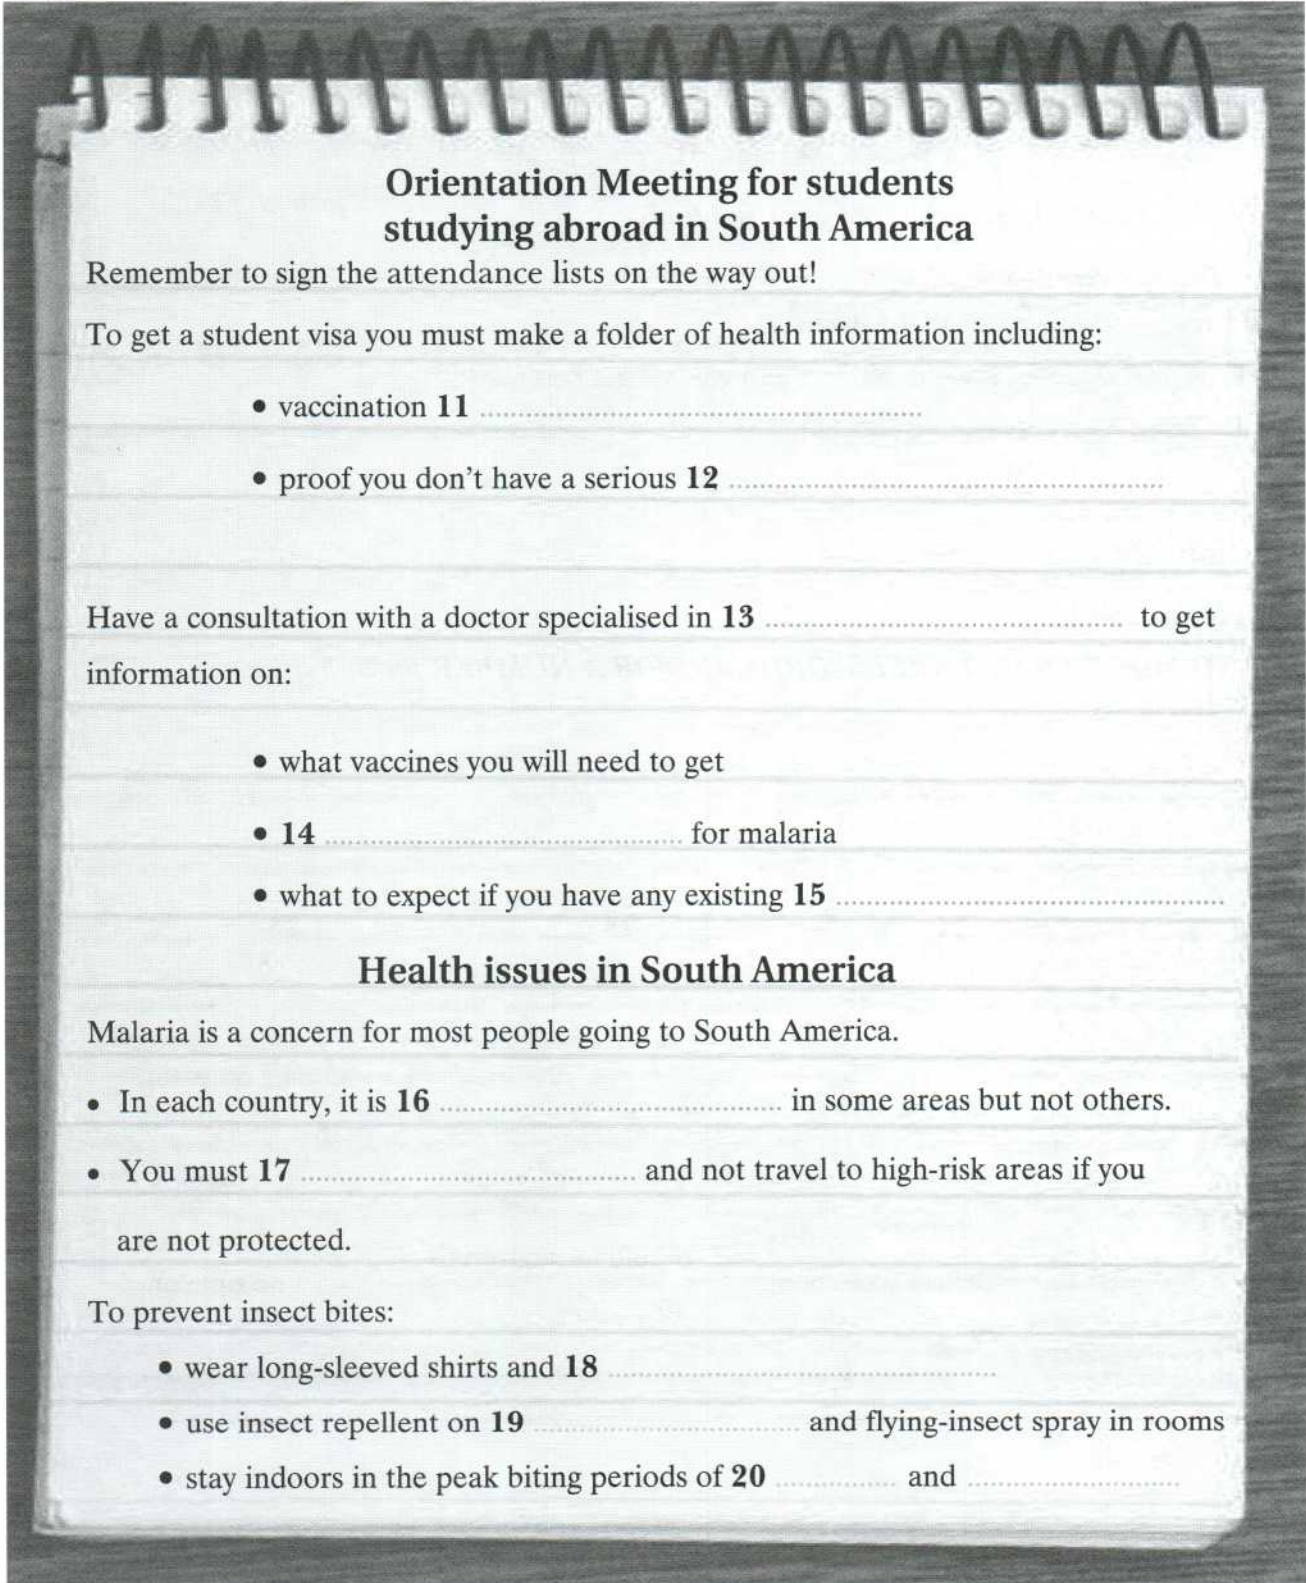 Orientation Meeting for students
studying abroad in South America
Remember to sign the attendance lists on the way out!
To get a student visa you must make a folder of health information including:
• vaccination 11 ..........
• proof you don't have a serious 12 ..........
Have a consultation with a doctor specialised in 13 .......... to get
information on:
• what vaccines you will need to get
• 14 .......... for malaria
• what to expect if you have any existing 15 ..........
Health issues in South America
Malaria is a concern for most people going to South America.
• In each country, it is 16 .......... in some areas but not others.
• You must 17 .......... and not travel to high-risk areas if you
are not protected.
To prevent insect bites:
• wear long-sleeved shirts and 18 ..........
• use insect repellent on 19 .......... and flying-insect spray in rooms
• stay indoors in the peak biting periods of 20 .......... and ..........